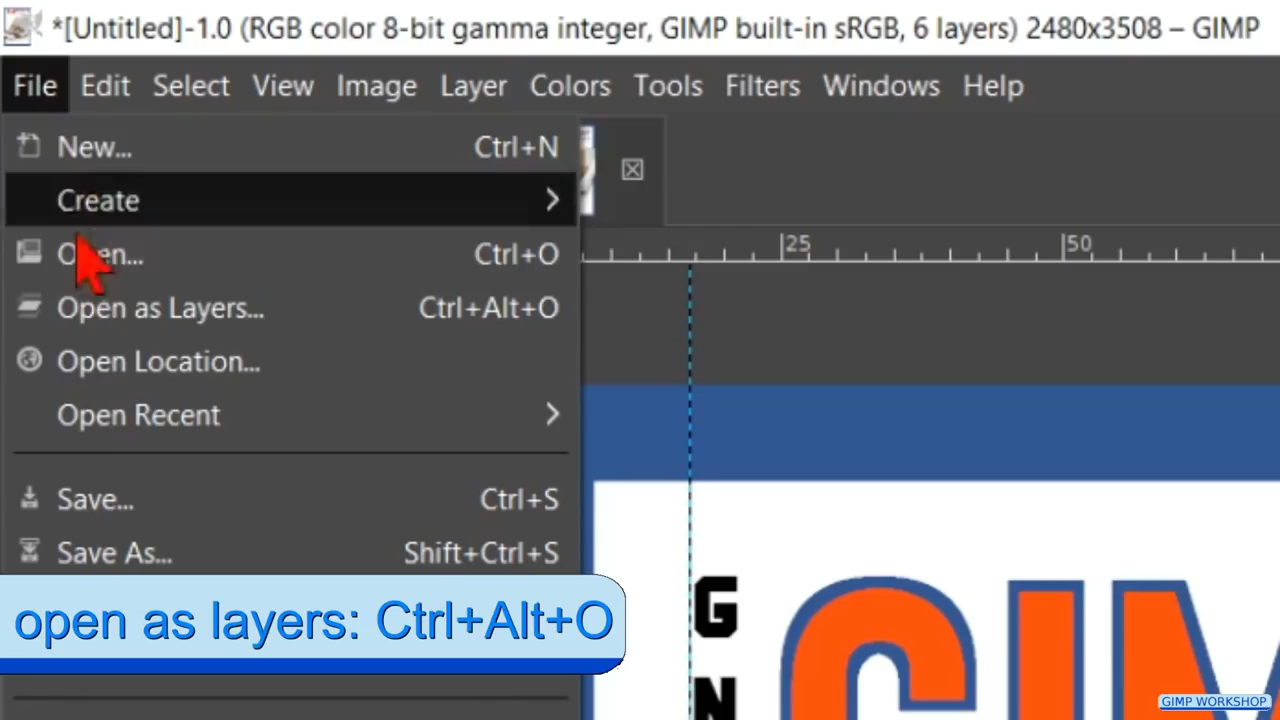 *[Untitled]-1.0 (RGB color 8-bit gamma integer, GIMP built-in sRGB, 6 layers) 2480x3508 – GIMP
File Edit Select View Image Layer Colors Tools Filters Windows Help
New... Ctrl+N
Create
Open... Ctrl+O
25 50
Open as Layers... Ctrl+Alt+O
Open Location...
Open Recent
Save... Ctrl+S
Save As... Shift+Ctrl+S
open as layers: Ctrl+Alt+O
G
N
GIM
GIMP WORKSHOP